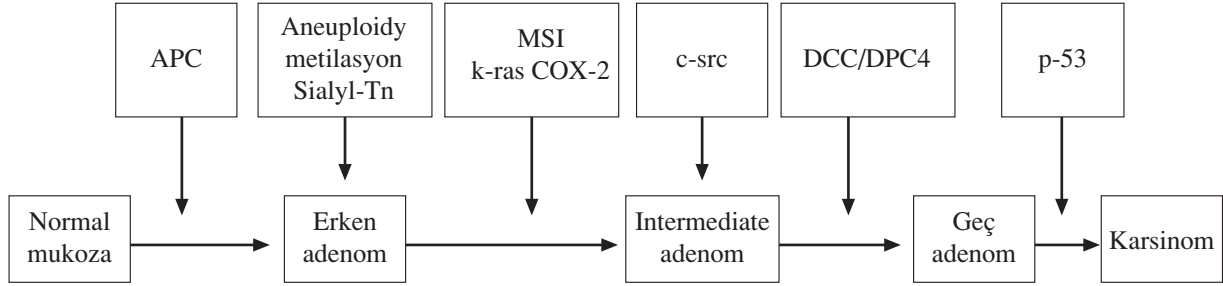 APC
Aneuploidy
metilasyon
Sialyl-Tn
MSI
k-ras COX-2
c-src
DCC/DPC4
p-53
Normal
mukoza
Erken
adenom
Intermediate
adenom
Geç
adenom
Karsinom